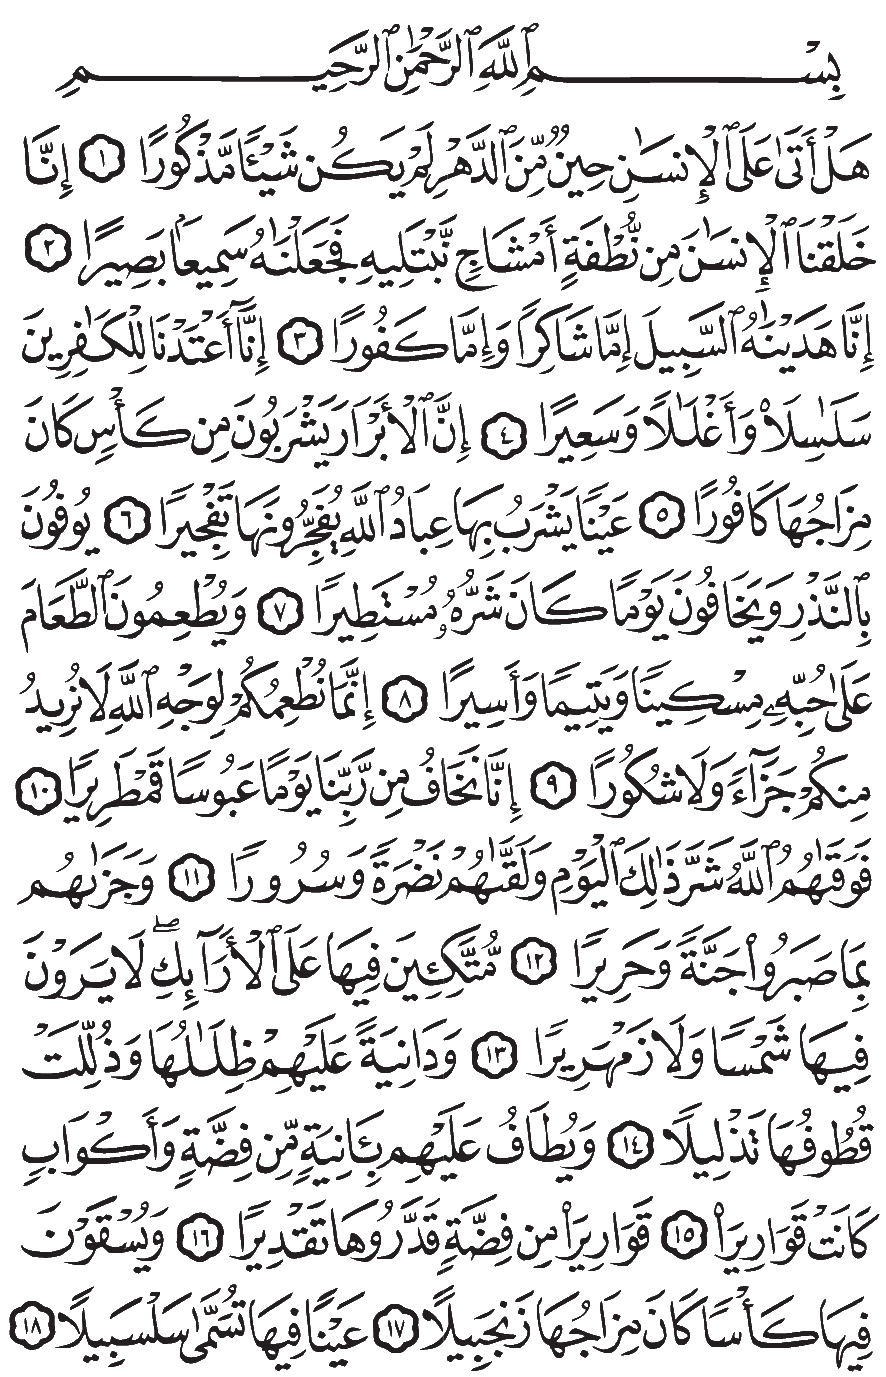 بِسْمِ ٱللَّهِ ٱلرَّحْمَٰنِ ٱلرَّحِيمِ
هَلْ أَتَىٰ عَلَى ٱلْإِنسَٰنِ حِينٌ مِّنَ ٱلدَّهْرِ لَمْ يَكُن شَيْـًٔا مَّذْكُورًا ١ إِنَّا
خَلَقْنَا ٱلْإِنسَٰنَ مِن نُّطْفَةٍ أَمْشَاجٍ نَّبْتَلِيهِ فَجَعَلْنَٰهُ سَمِيعًۢا بَصِيرًا ٢
إِنَّا هَدَيْنَٰهُ ٱلسَّبِيلَ إِمَّا شَاكِرًا وَإِمَّا كَفُورًا ٣ إِنَّآ أَعْتَدْنَا لِلْكَٰفِرِينَ
سَلَٰسِلَا۟ وَأَغْلَٰلًا وَسَعِيرًا ٤ إِنَّ ٱلْأَبْرَارَ يَشْرَبُونَ مِن كَأْسٍ كَانَ
مِزَاجُهَا كَافُورًا ٥ عَيْنًا يَشْرَبُ بِهَا عِبَادُ ٱللَّهِ يُفَجِّرُونَهَا تَفْجِيرًا ٦ يُوفُونَ
بِٱلنَّذْرِ وَيَخَافُونَ يَوْمًا كَانَ شَرُّهُۥ مُسْتَطِيرًا ٧ وَيُطْعِمُونَ ٱلطَّعَامَ
عَلَىٰ حُبِّهِۦ مِسْكِينًا وَيَتِيمًا وَأَسِيرًا ٨ إِنَّمَا نُطْعِمُكُمْ لِوَجْهِ ٱللَّهِ لَا نُرِيدُ
مِنكُمْ جَزَآءً وَلَا شُكُورًا ٩ إِنَّا نَخَافُ مِن رَّبِّنَا يَوْمًا عَبُوسًا قَمْطَرِيرًا ١٠
فَوَقَىٰهُمُ ٱللَّهُ شَرَّ ذَٰلِكَ ٱلْيَوْمِ وَلَقَّىٰهُمْ نَضْرَةً وَسُرُورًا ١١ وَجَزَىٰهُم
بِمَا صَبَرُوا۟ جَنَّةً وَحَرِيرًا ١٢ مُّتَّكِـِٔينَ فِيهَا عَلَى ٱلْأَرَآئِكِ ۖ لَا يَرَوْنَ
فِيهَا شَمْسًا وَلَا زَمْهَرِيرًا ١٣ وَدَانِيَةً عَلَيْهِمْ ظِلَٰلُهَا وَذُلِّلَتْ
قُطُوفُهَا تَذْلِيلًا ١٤ وَيُطَافُ عَلَيْهِم بِـَٔانِيَةٍ مِّن فِضَّةٍ وَأَكْوَابٍ
كَانَتْ قَوَارِيرَا۠ ١٥ قَوَارِيرَا۟ مِن فِضَّةٍ قَدَّرُوهَا تَقْدِيرًا ١٦ وَيُسْقَوْنَ
فِيهَا كَأْسًا كَانَ مِزَاجُهَا زَنجَبِيلًا ١٧ عَيْنًا فِيهَا تُسَمَّىٰ سَلْسَبِيلًا ١٨